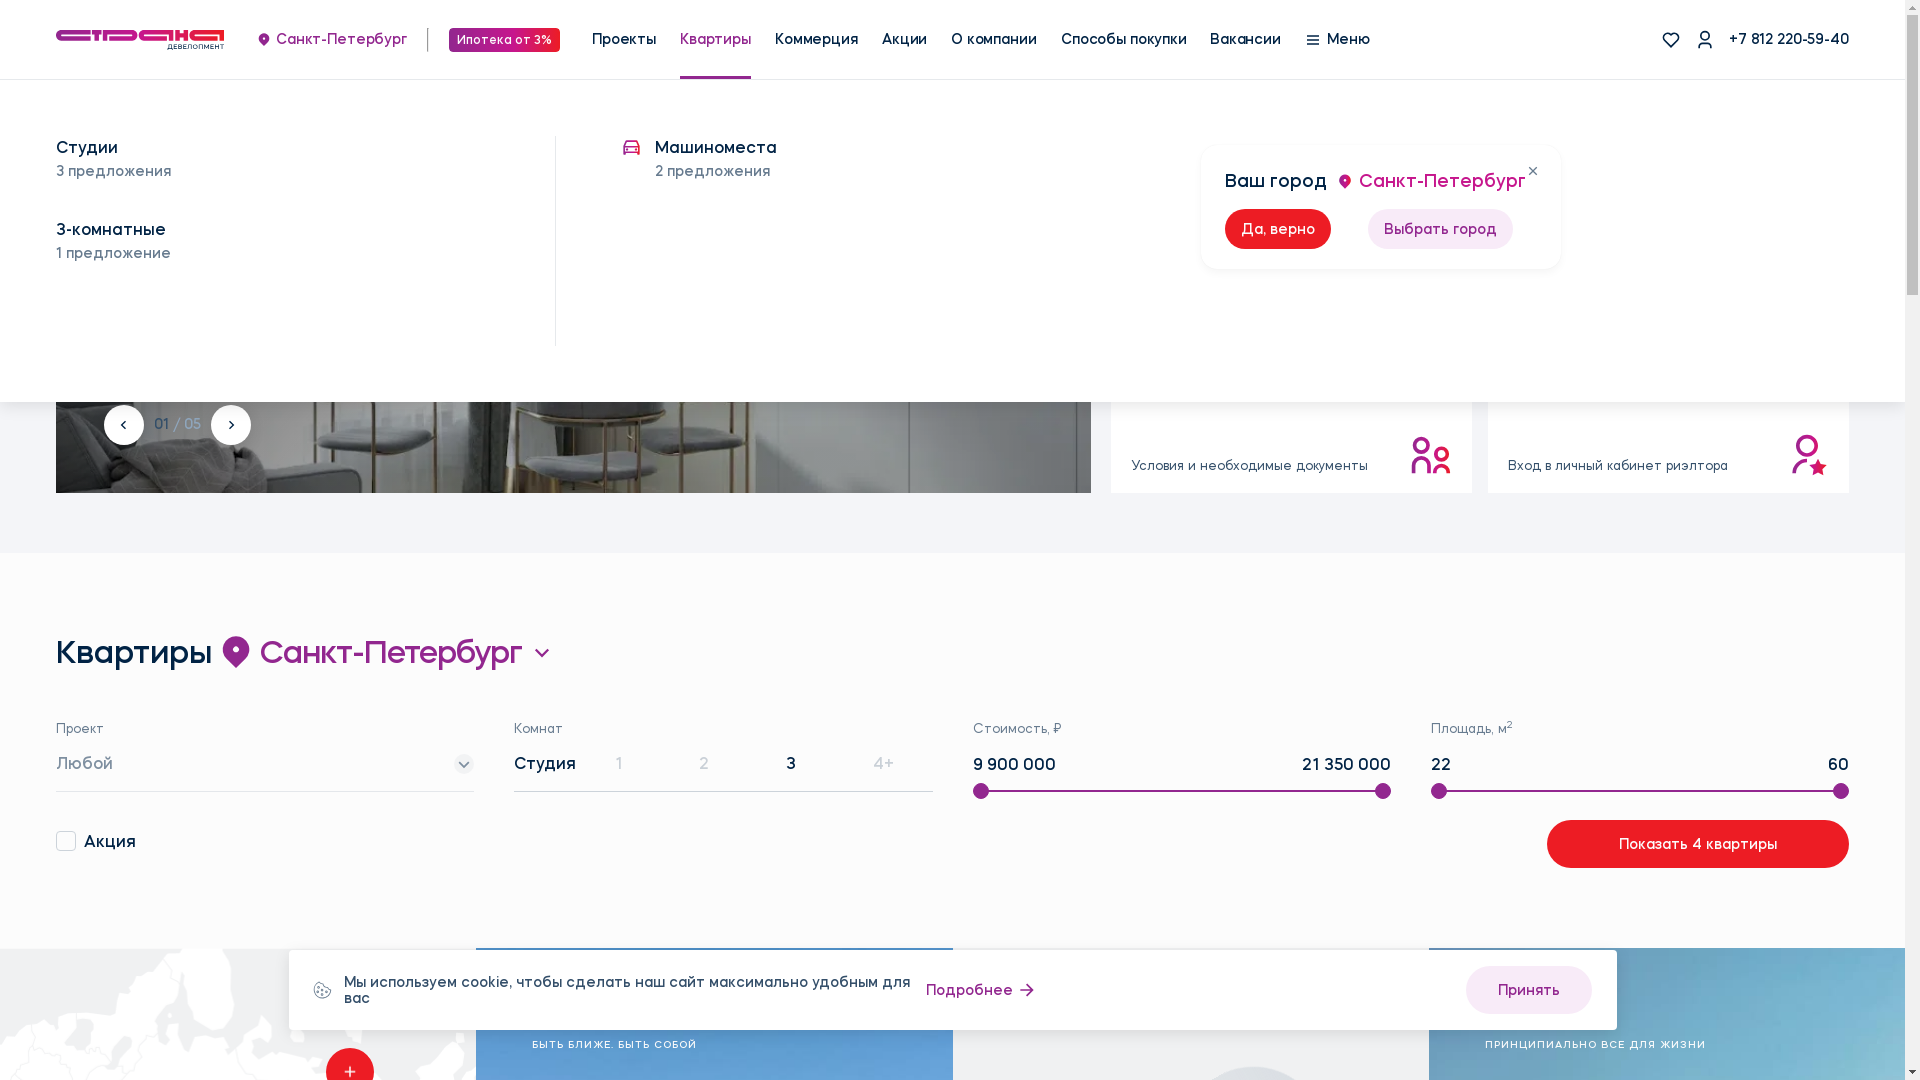 СТРАНА
ДЕВЕЛОПМЕНТ
Санкт-Петербург
Ипотека от 3%
Проекты
Квартиры
Коммерция
Акции
О компании
Способы покупки
Вакансии
Меню
+7 812 220-59-40
Студии
3 предложения
3-комнатные
1 предложение
Машиноместа
2 предложения
Ваш город
Санкт-Петербург
Да, верно
Выбрать город
01 / 05
Условия и необходимые документы
Вход в личный кабинет риэлтора
Квартиры
Санкт-Петербург
Проект
Любой
Комнат
Студия
1
2
3
4+
Стоимость, ₽
9 900 000
21 350 000
Площадь, м²
22
60
Акция
Показать 4 квартиры
Мы используем cookie, чтобы сделать наш сайт максимально удобным для
вас
Подробнее
Принять
БЫТЬ БЛИЖЕ. БЫТЬ СОБОЙ
ПРИНЦИПИАЛЬНО ВСЕ ДЛЯ ЖИЗНИ